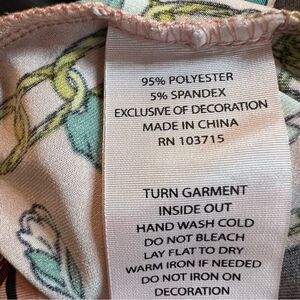 95% POLYESTER
5% SPANDEX
EXCLUSIVE OF DECORATION
MADE IN CHINA
RN 103715
TURN GARMENT
INSIDE OUT
HAND WASH COLD
DO NOT BLEACH
LAY FLAT TO DRY
WARM IRON IF NEEDED
DO NOT IRON ON
DECORATION